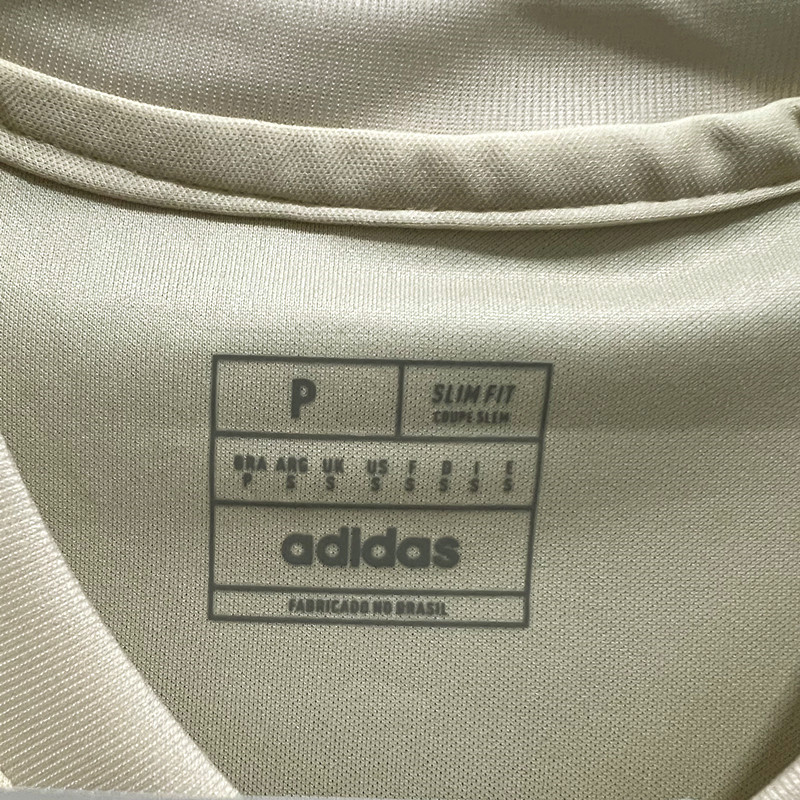 P
SLIM FIT
COUPE SLIM
BRA ARG UK US F D I E
P S S S S S S S
adidas
FABRICADO NO BRASIL